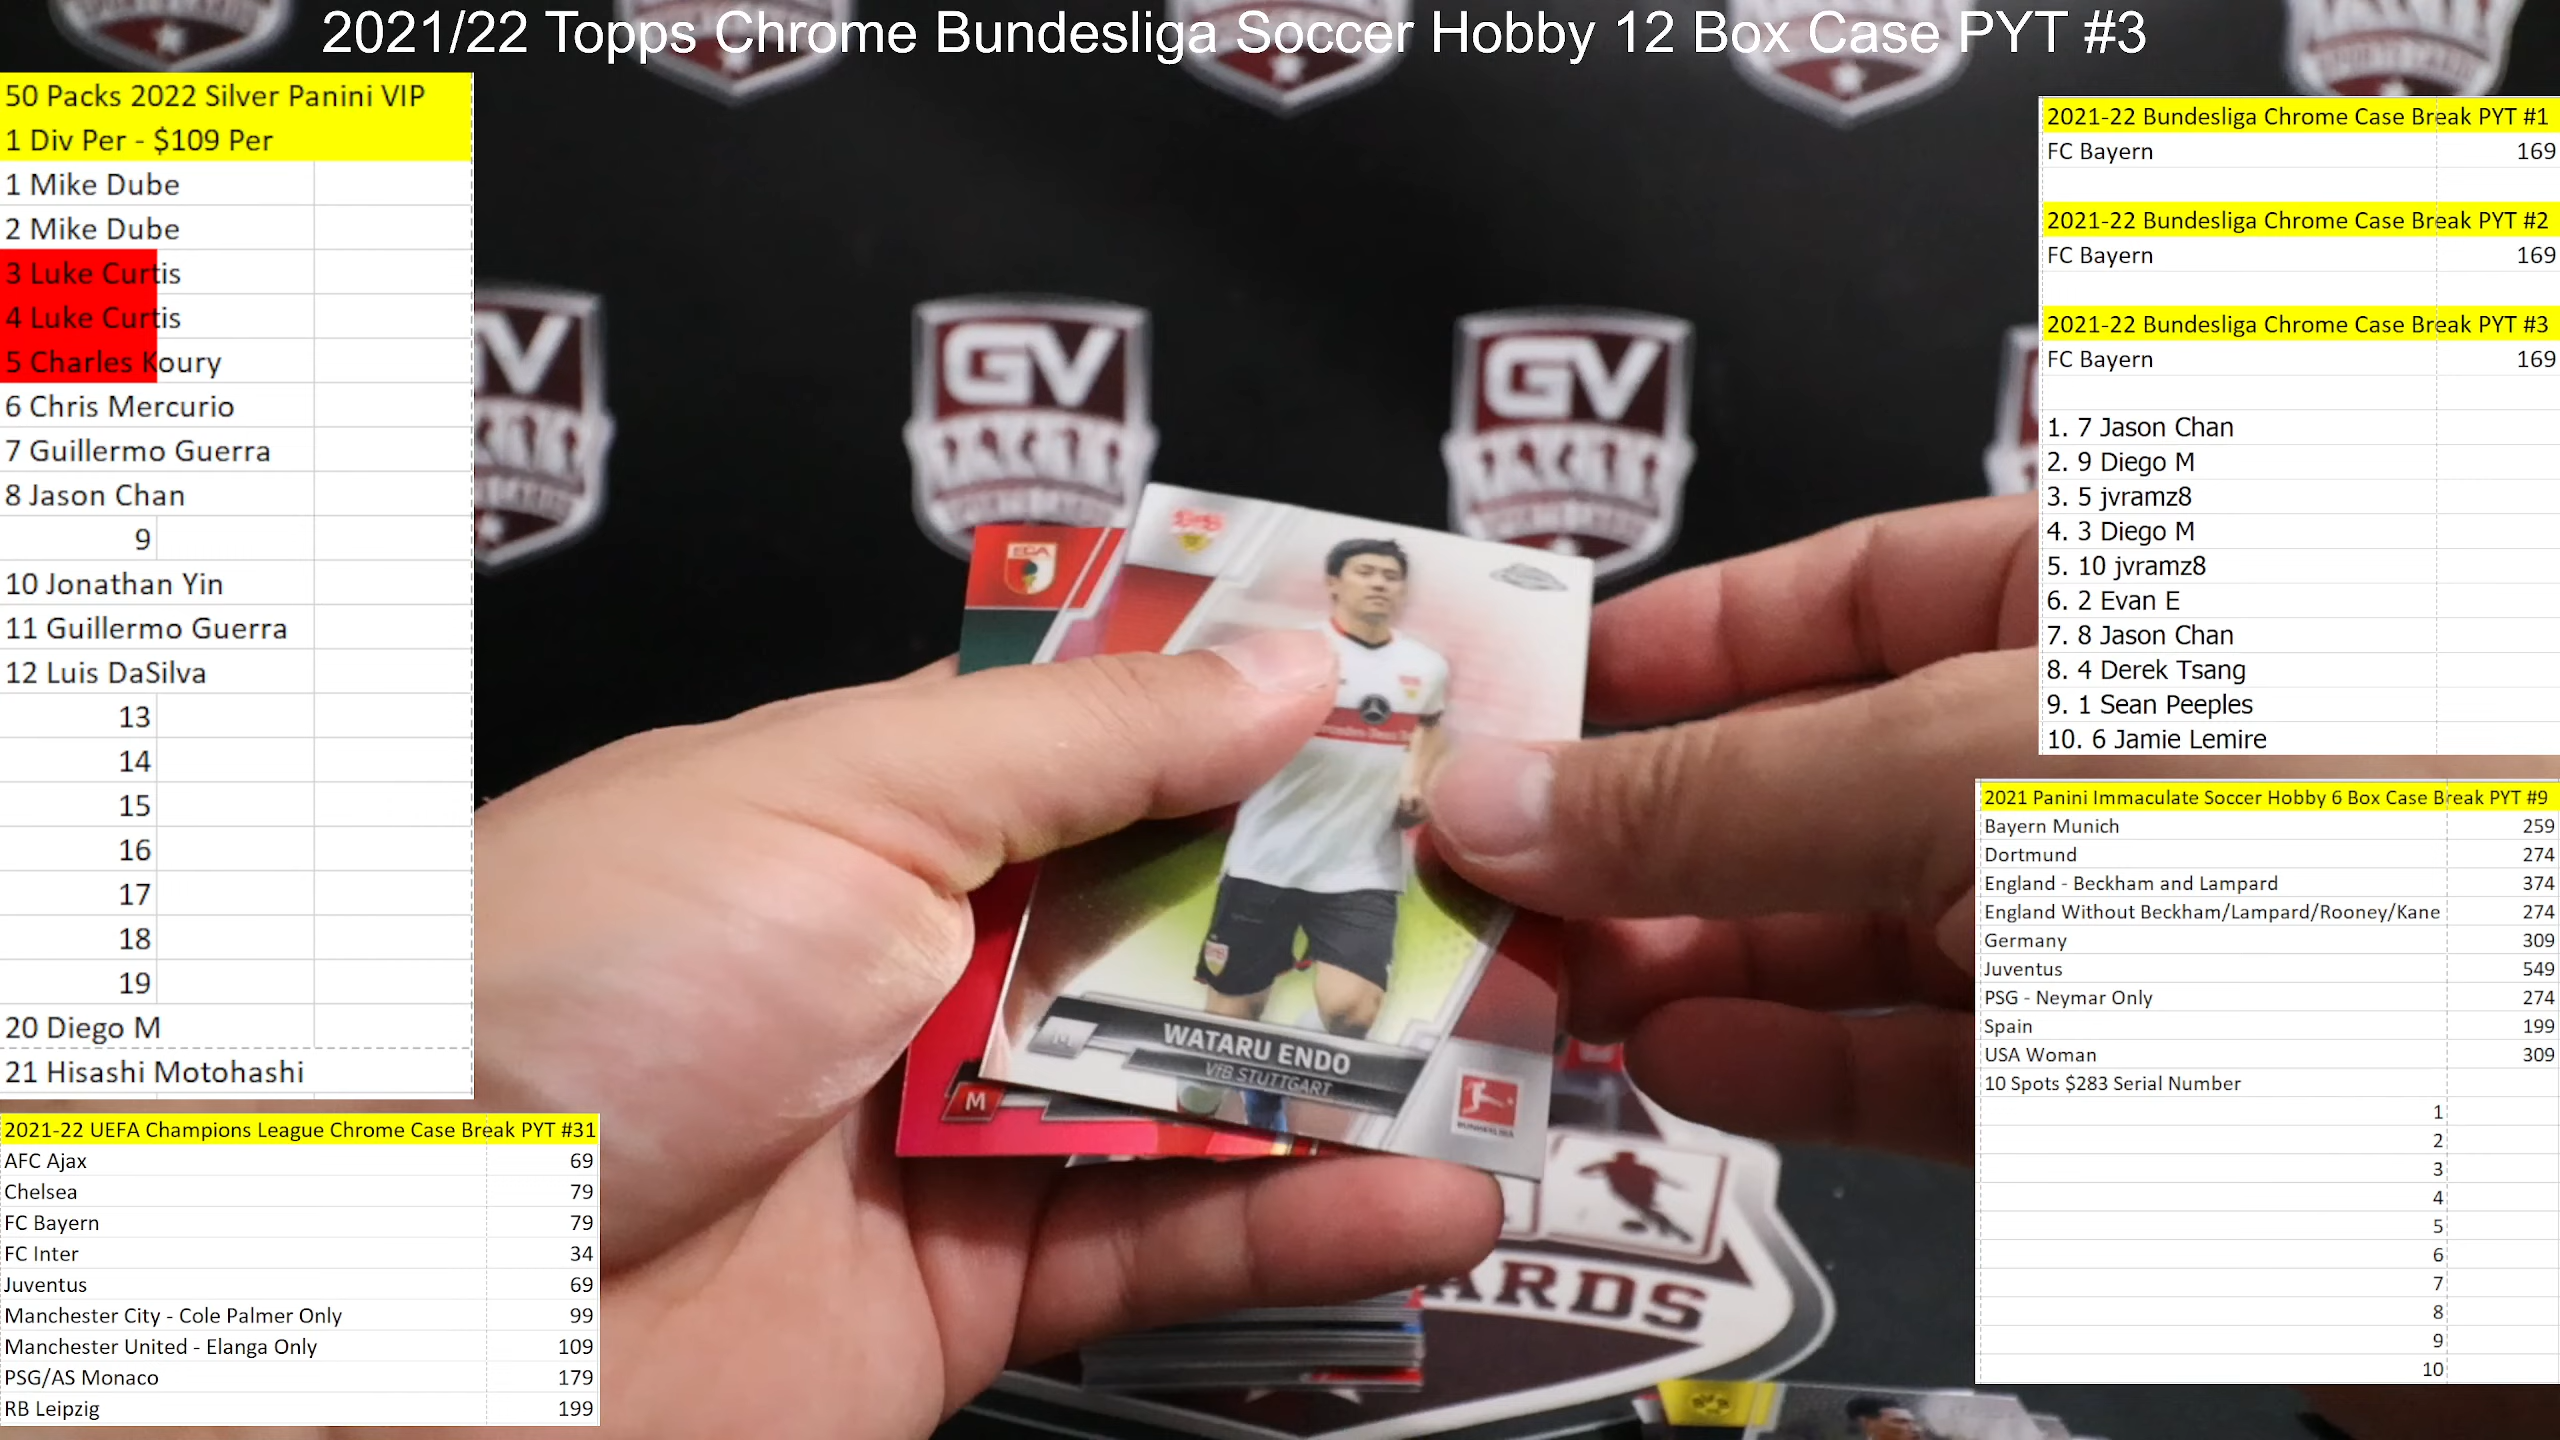 2021/22 Topps Chrome Bundesliga Soccer Hobby 12 Box Case PYT #3
50 Packs 2022 Silver Panini VIP
1 Div Per - $109 Per
1 Mike Dube
2 Mike Dube
3 Luke Curtis
4 Luke Curtis
5 Charles Koury
6 Chris Mercurio
7 Guillermo Guerra
8 Jason Chan
9
10 Jonathan Yin
11 Guillermo Guerra
12 Luis DaSilva
13
14
15
16
17
18
19
20 Diego M
21 Hisashi Motohashi
2021-22 UEFA Champions League Chrome Case Break PYT #31
AFC Ajax 69
Chelsea 79
FC Bayern 79
FC Inter 34
Juventus 69
Manchester City - Cole Palmer Only 99
Manchester United - Elanga Only 109
PSG/AS Monaco 179
RB Leipzig 199
GV
GV
FCA
M
M
WATARU ENDO
VfB STUTTGART
BUNDESLIGA
ARDS
2021-22 Bundesliga Chrome Case Break PYT #1
FC Bayern 169
2021-22 Bundesliga Chrome Case Break PYT #2
FC Bayern 169
2021-22 Bundesliga Chrome Case Break PYT #3
FC Bayern 169
1. 7 Jason Chan
2. 9 Diego M
3. 5 jvramz8
4. 3 Diego M
5. 10 jvramz8
6. 2 Evan E
7. 8 Jason Chan
8. 4 Derek Tsang
9. 1 Sean Peeples
10. 6 Jamie Lemire
2021 Panini Immaculate Soccer Hobby 6 Box Case Break PYT #9
Bayern Munich 259
Dortmund 274
England - Beckham and Lampard 374
England Without Beckham/Lampard/Rooney/Kane 274
Germany 309
Juventus 549
PSG - Neymar Only 274
Spain 199
USA Woman 309
10 Spots $283 Serial Number
1
2
3
4
5
6
7
8
9
10